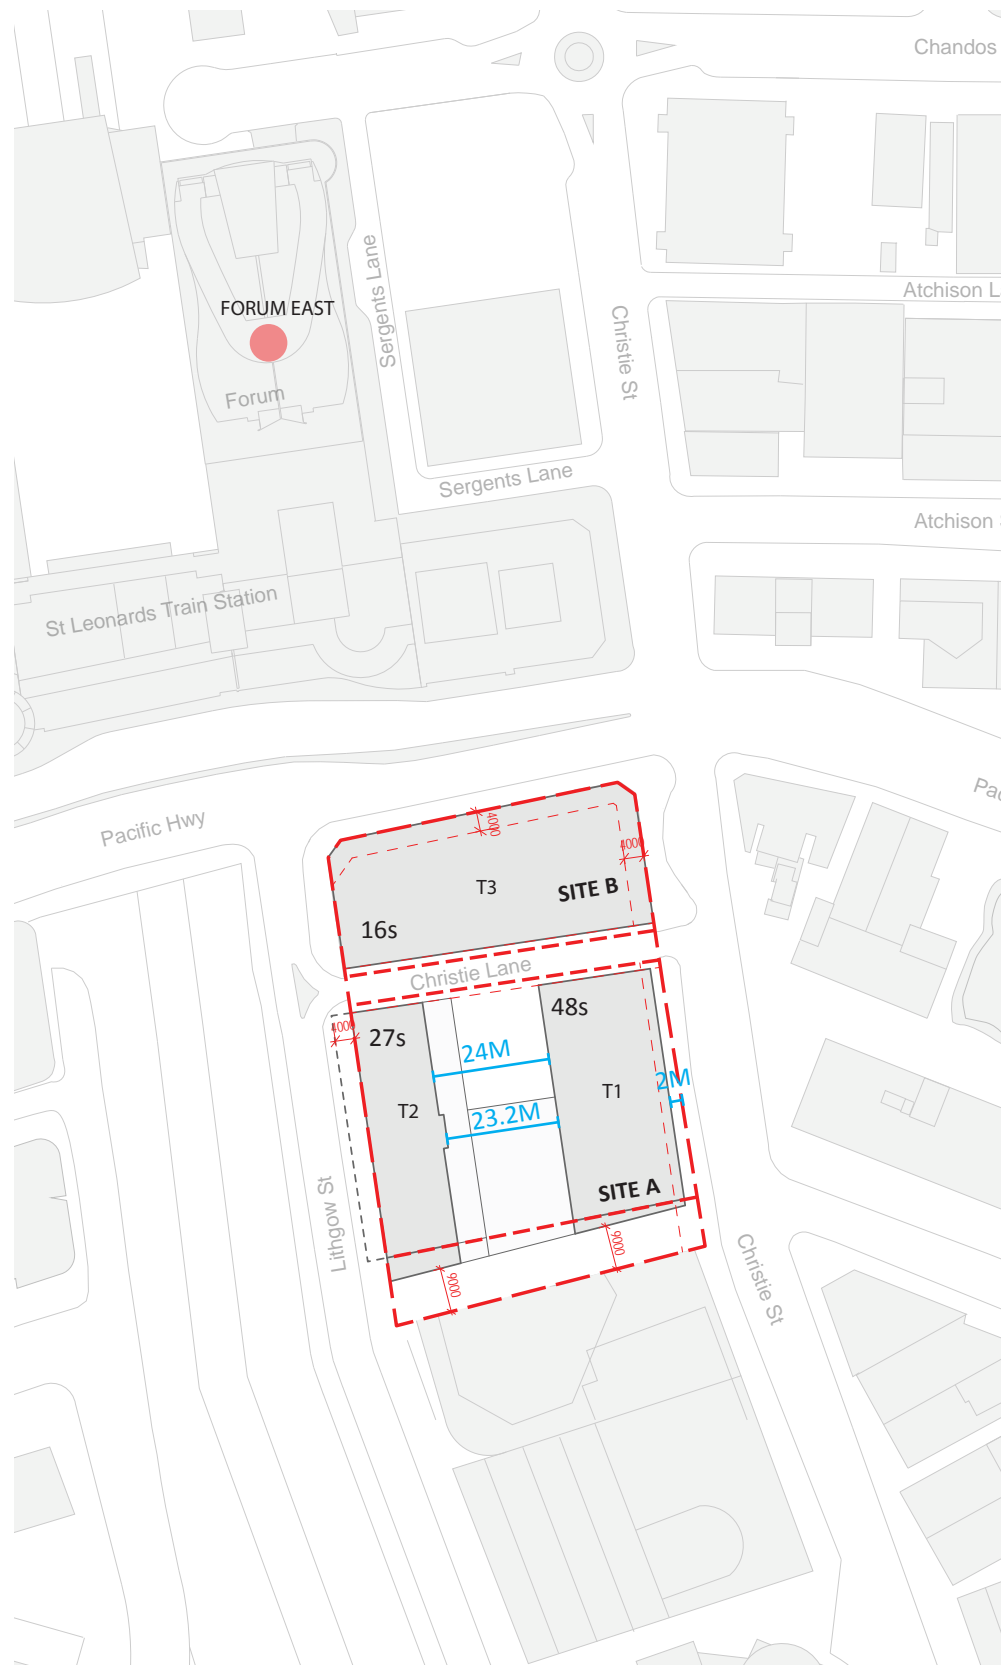 Chandos
Sergents Lane
Atchison L
FORUM EAST
Christie St
Forum
Sergents Lane
Atchison
St Leonards Train Station
Pac
Pacific Hwy
4000
4000
T3
SITE B
16s
Christie Lane
48s
4000
27s
24M
2M
T1
T2
23.2M
SITE A
Lithgow St
9000
9000
Christie St